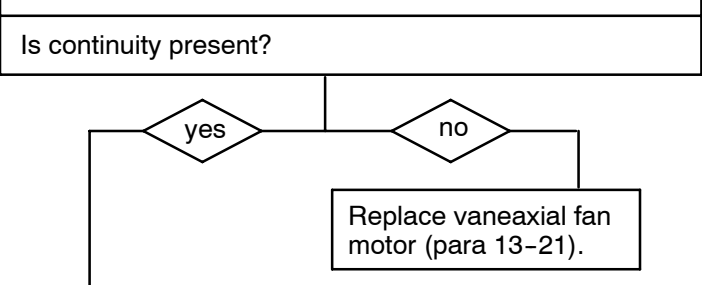 Is continuity present?
yes
no
Replace vaneaxial fan
motor (para 13-21).